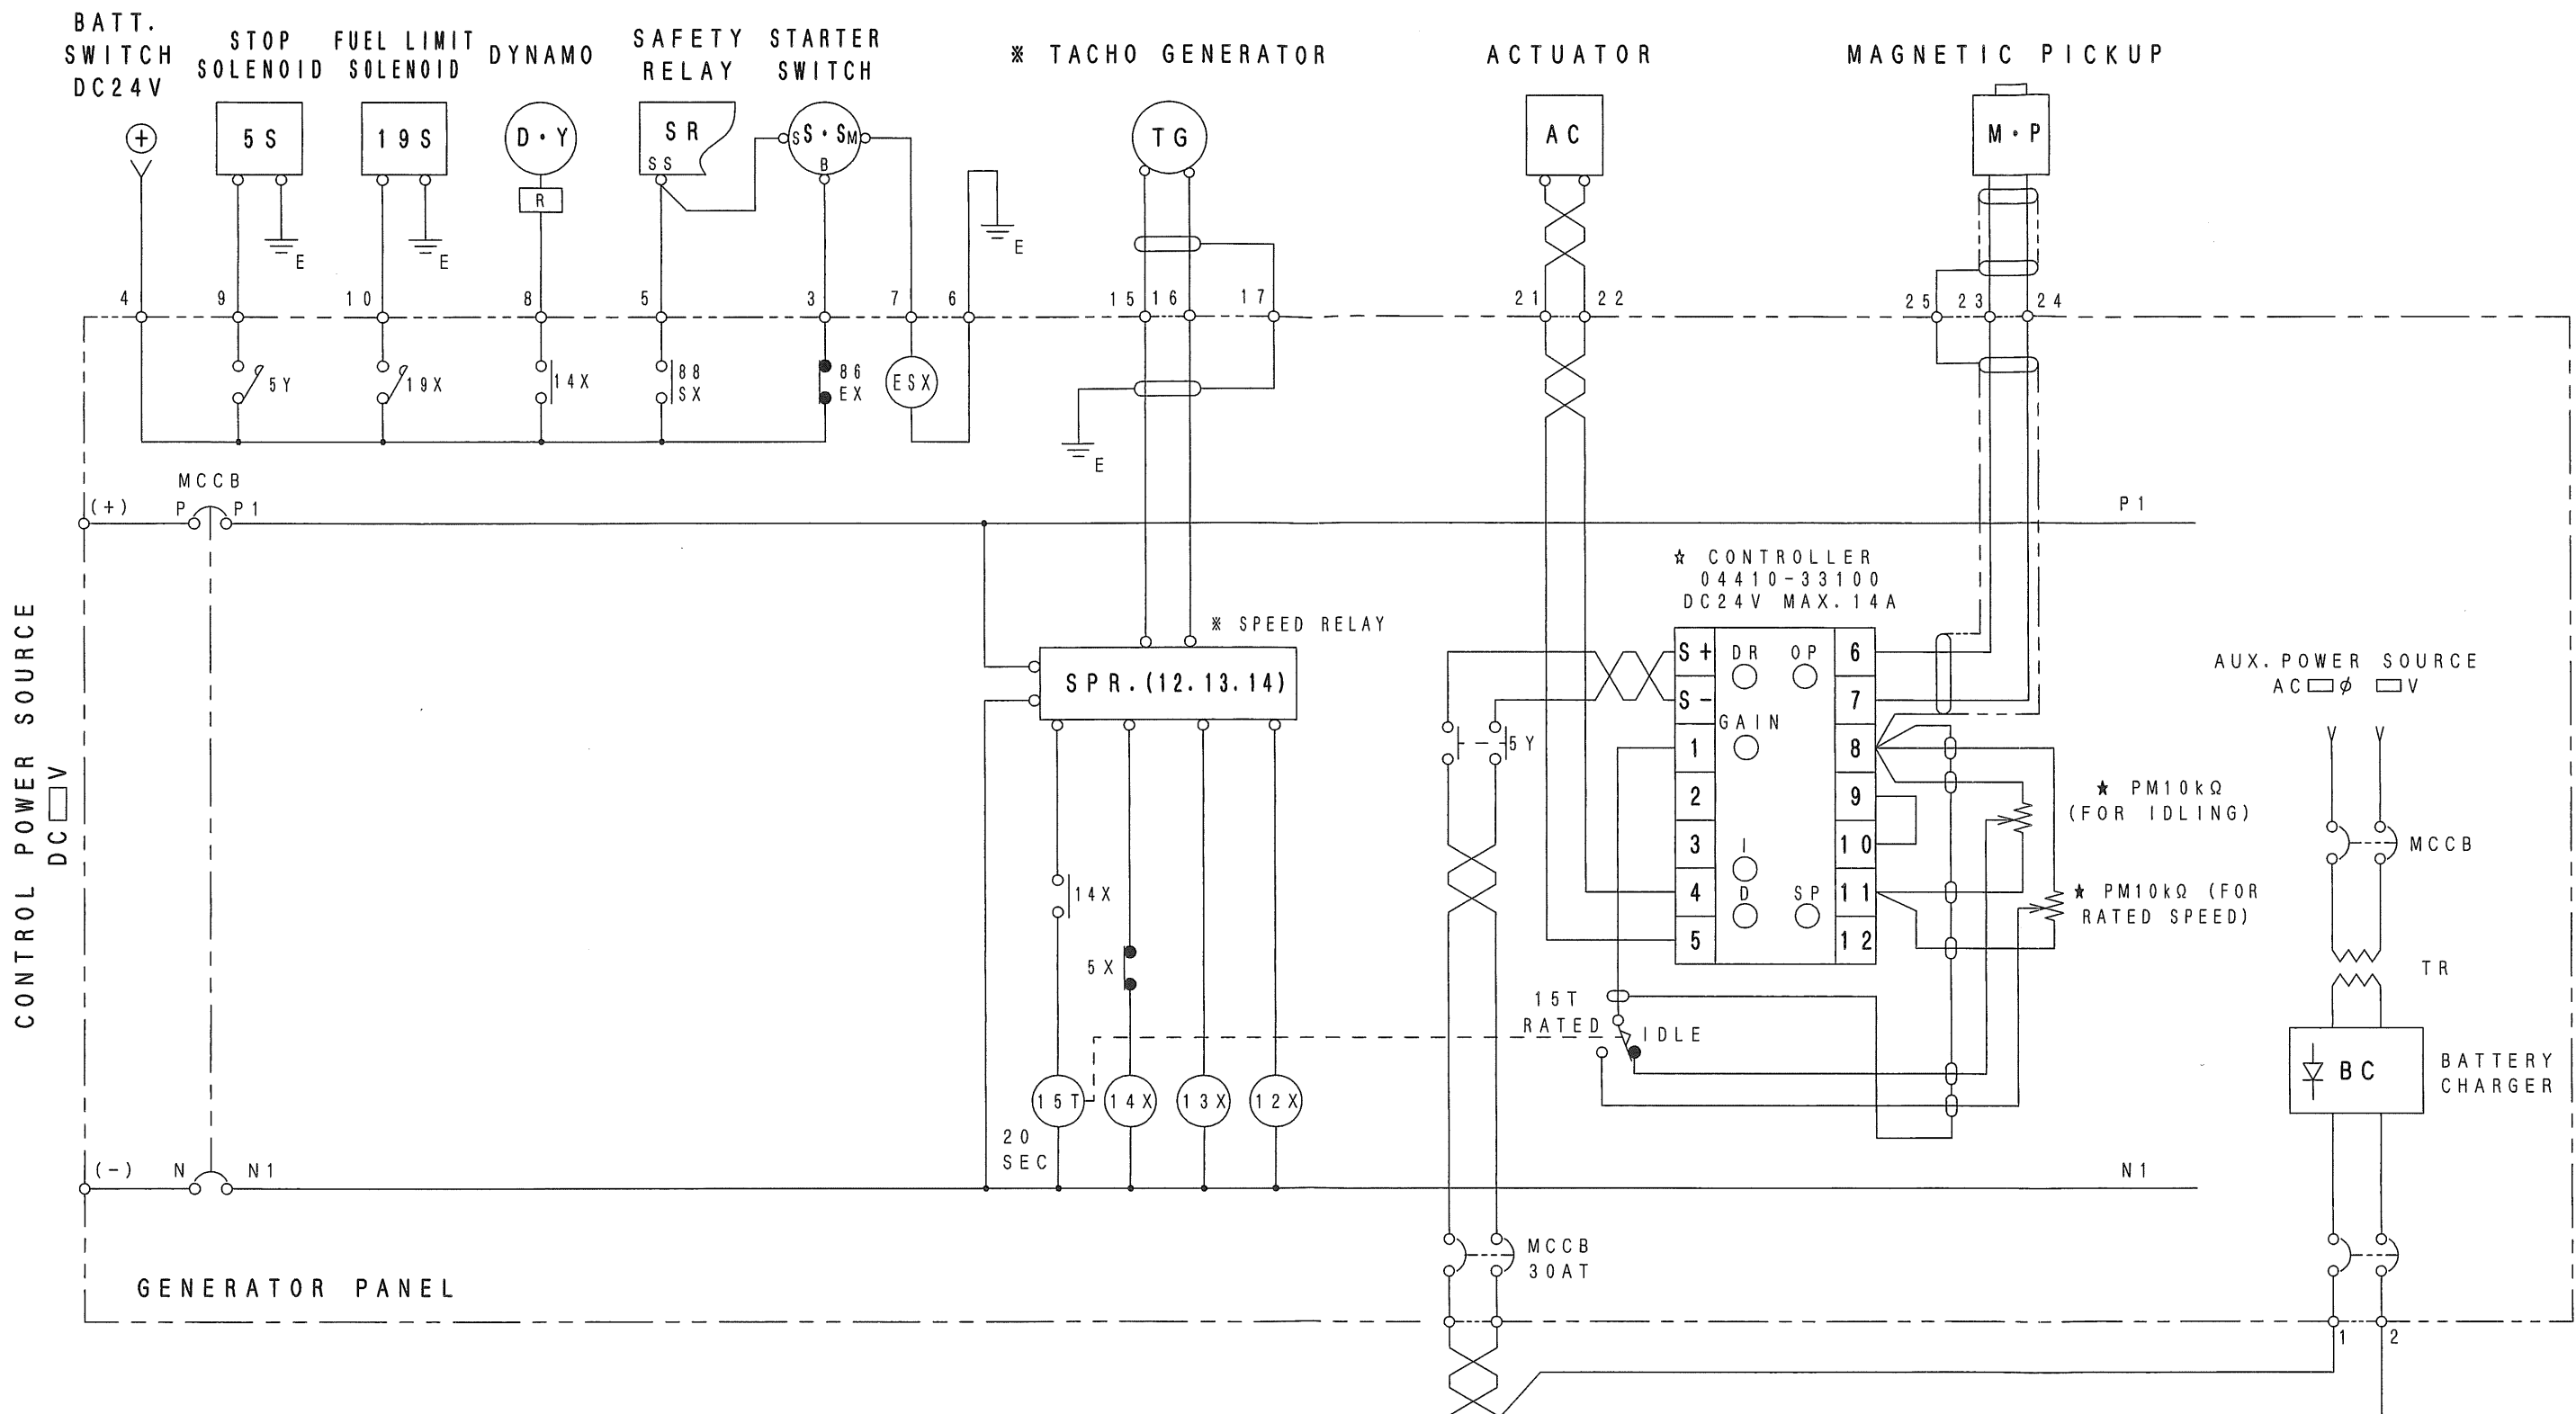 BATT.
SWITCH
DC24V
STOP
SOLENOID
FUEL LIMIT
SOLENOID
DYNAMO
SAFETY
RELAY
STARTER
SWITCH
※ TACHO GENERATOR
ACTUATOR
MAGNETIC PICKUP
+
5S
19S
D・Y
R
SR
SS
S
S・S
M
B
TG
AC
M・P
E
E
E
4
9
10
8
5
3
7
6
15
16
17
21
22
25
23
24
5Y
19X
14X
88
SX
86
EX
ESX
E
MCCB
(+)
P
P1
P1
CONTROL POWER SOURCE
DC□V
☆ CONTROLLER
04410-33100
DC24V MAX.14A
※ SPEED RELAY
SPR.(12.13.14)
S+
DR
OP
6
S-
7
GAIN
1
8
2
9
3
I
10
4
D
SP
11
5
12
5Y
AUX.POWER SOURCE
AC□φ □V
★ PM10kΩ
(FOR IDLING)
MCCB
★ PM10kΩ (FOR
RATED SPEED)
TR
14X
5X
15T
RATED
IDLE
BC
BATTERY
CHARGER
15T
14X
13X
12X
20
SEC
(-)
N
N1
N1
MCCB
30AT
GENERATOR PANEL
1
2